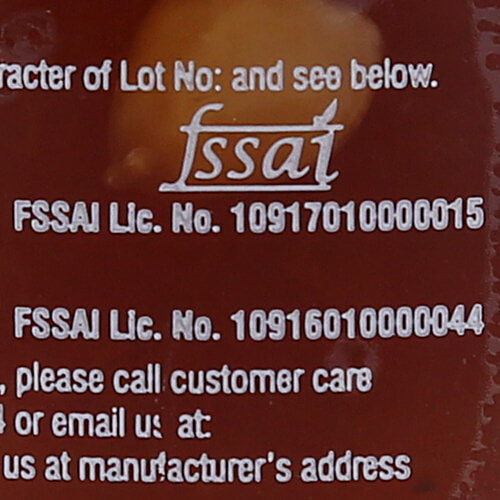 racter of Lot No: and see below.
fssai
FSSAI Lic. No. 10917010000015
FSSAI Lic. No. 10916010000044
, please call customer care
or email us at:
us at manufacturer's address